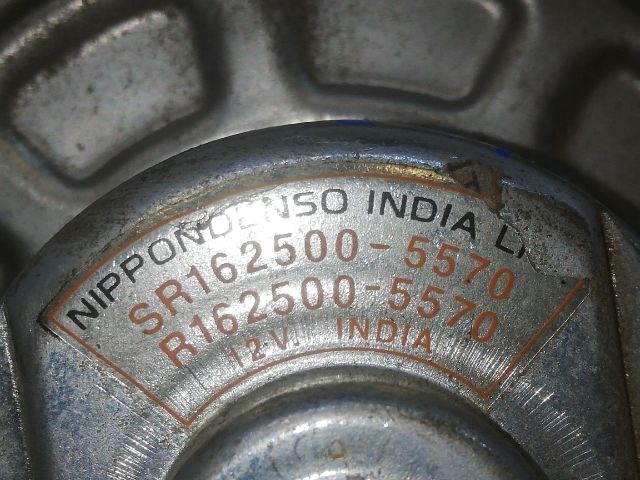 NIPPONDENSO INDIA
SR162500-5570
R162500-5570
12V. INDIA